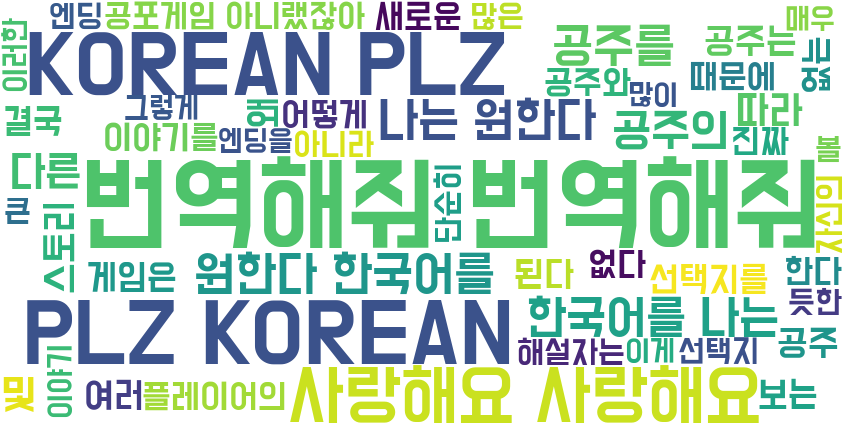 엔딩 공포게임 아니랬잖아 새로운 많은 매우
이러한 KOREAN PLZ 공주를 공주는
공주와 많이 때문에 없는
결국 그렇게 왜 어떻게 나는 원한다 공주의 따라
이야기를 엔딩을 아니라 진짜 볼
다른 번역해줘 단순히 번역해줘
큰 자신의
스토리 게임은 원한다 한국어를 된다 없다 선택지를 한다
듯한
PLZ KOREAN 한국어를 나는 공주
해설자는 이게 선택지
및 이야기 여러 플레이어의 사랑해요 사랑해요 보는